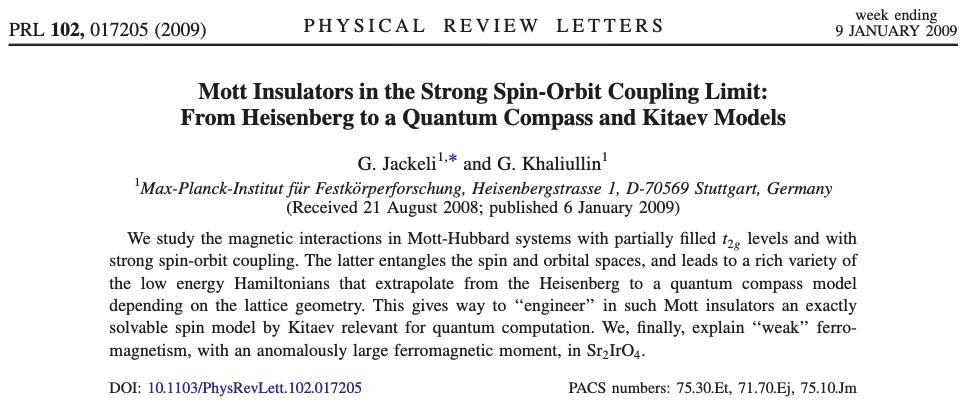 PRL 102, 017205 (2009)
PHYSICAL REVIEW LETTERS
week ending
9 JANUARY 2009
Mott Insulators in the Strong Spin-Orbit Coupling Limit:
From Heisenberg to a Quantum Compass and Kitaev Models
G. Jackeli¹,* and G. Khaliullin¹
¹Max-Planck-Institut für Festkörperforschung, Heisenbergstrasse 1, D-70569 Stuttgart, Germany
(Received 21 August 2008; published 6 January 2009)
We study the magnetic interactions in Mott-Hubbard systems with partially filled t₂g levels and with
strong spin-orbit coupling. The latter entangles the spin and orbital spaces, and leads to a rich variety of
the low energy Hamiltonians that extrapolate from the Heisenberg to a quantum compass model
depending on the lattice geometry. This gives way to ‘‘engineer’’ in such Mott insulators an exactly
solvable spin model by Kitaev relevant for quantum computation. We, finally, explain ‘‘weak’’ ferro-
magnetism, with an anomalously large ferromagnetic moment, in Sr₂IrO₄.
DOI: 10.1103/PhysRevLett.102.017205
PACS numbers: 75.30.Et, 71.70.Ej, 75.10.Jm